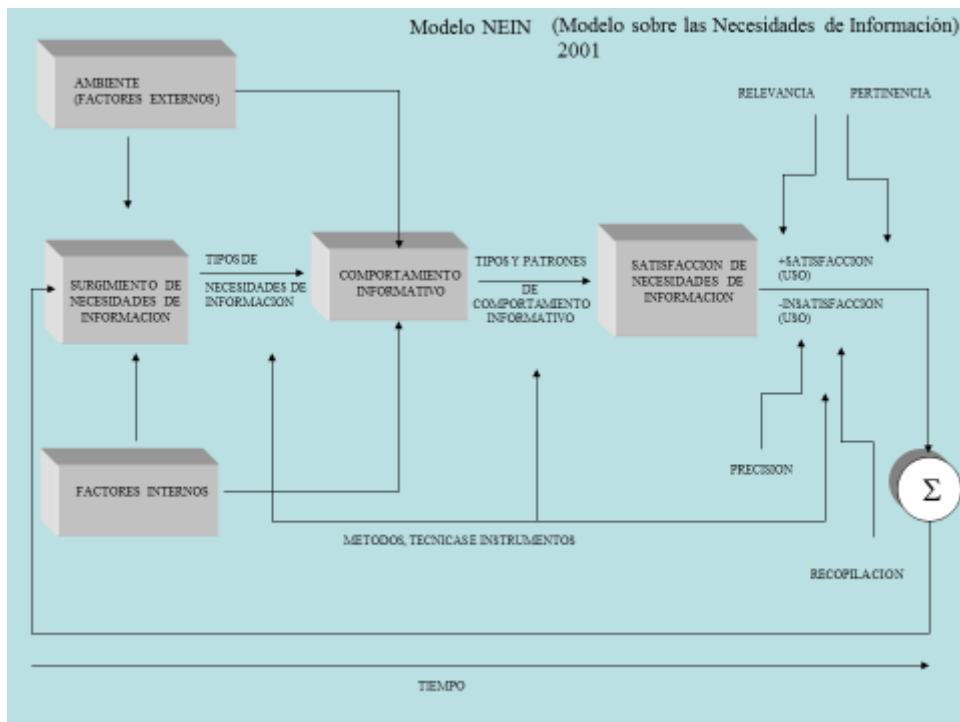 Modelo NEIN (Modelo sobre las Necesidades de Información)
2001
AMBIENTE
(FACTORES EXTERNOS)
RELEVANCIA
PERTINENCIA
SURGIMIENTO DE
NECESIDADES DE
INFORMACION
TIPOS DE
NECESIDADES DE
INFORMACION
COMPORTAMIENTO
INFORMATIVO
TIPOS Y PATRONES
DE
COMPORTAMIENTO
INFORMATIVO
SATISFACCION DE
NECESIDADES DE
INFORMACION
+SATISFACCION
(USO)
-INSATISFACCION
(USO)
FACTORES INTERNOS
PRECISION
Σ
METODOS, TECNICAS E INSTRUMENTOS
RECOPILACION
TIEMPO